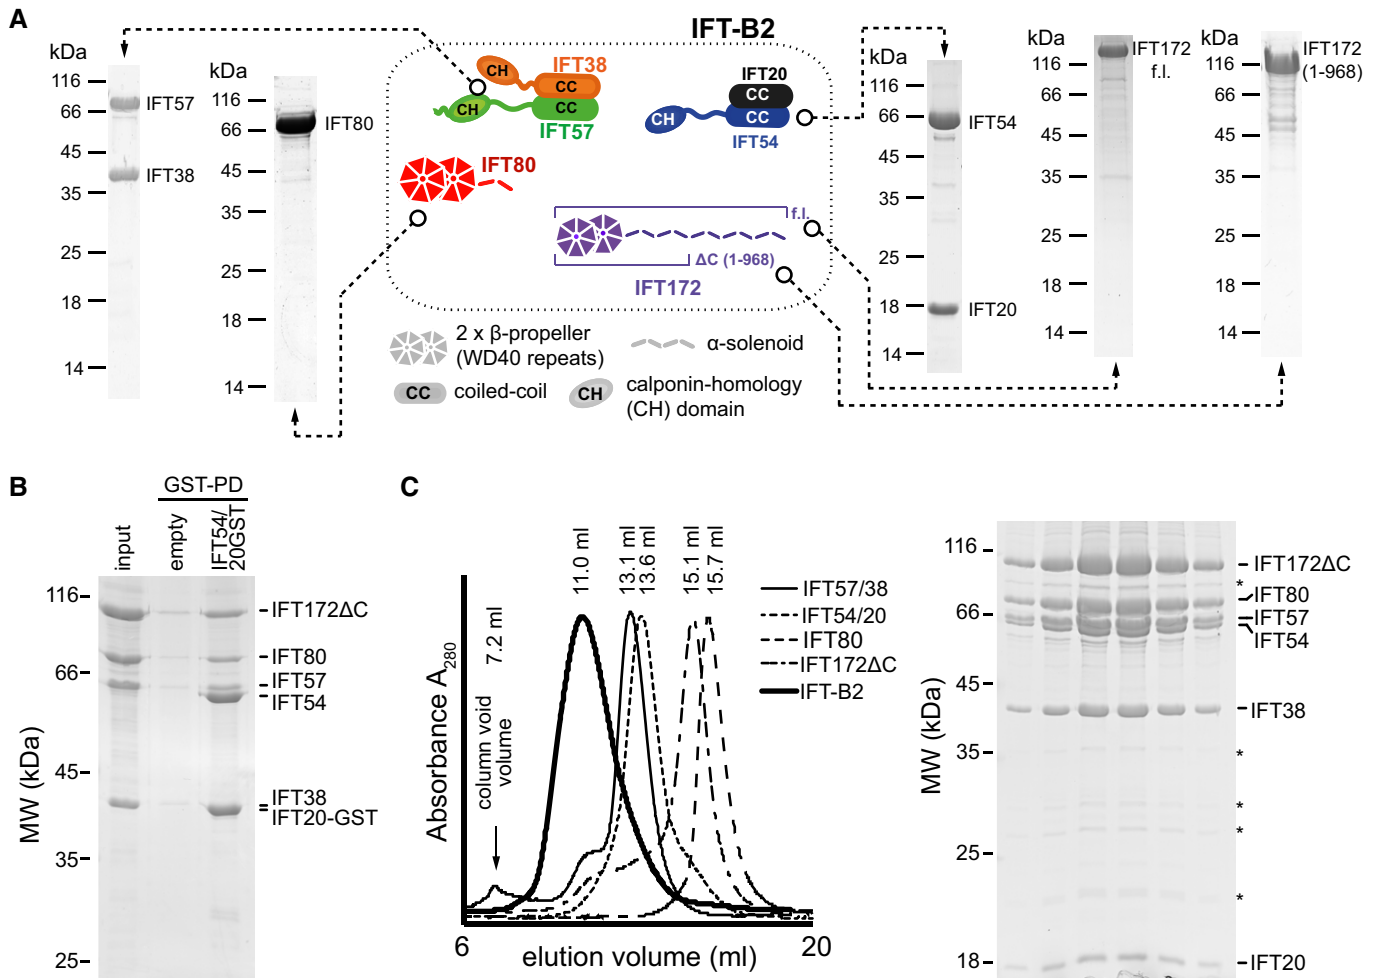 A
IFT-B2
kDa
116
66
45
35
25
18
14
IFT57
IFT38
kDa
116
66
45
35
25
18
14
IFT80
CH
IFT38
CC
CH
CC
IFT57
IFT20
CC
CH
CC
IFT54
IFT80
f.l.
ΔC (1-968)
IFT172
2 x β-propeller
(WD40 repeats)
α-solenoid
CC
coiled-coil
CH
calponin-homology
(CH) domain
kDa
116
66
45
35
25
18
14
IFT54
IFT20
kDa
116
66
45
35
25
18
14
IFT172
f.l.
kDa
116
66
45
35
25
18
14
IFT172
(1-968)
B
GST-PD
input
empty
IFT54/
20GST
MW (kDa)
116
66
45
35
25
IFT172ΔC
IFT80
IFT57
IFT54
IFT38
IFT20-GST
C
Absorbance A280
column void
volume
7.2 ml
11.0 ml
13.1 ml
13.6 ml
15.1 ml
15.7 ml
IFT57/38
IFT54/20
IFT80
IFT172ΔC
IFT-B2
6
elution volume (ml)
20
MW (kDa)
116
66
45
35
25
18
IFT172ΔC
*
IFT80
IFT57
IFT54
IFT38
*
*
*
*
IFT20